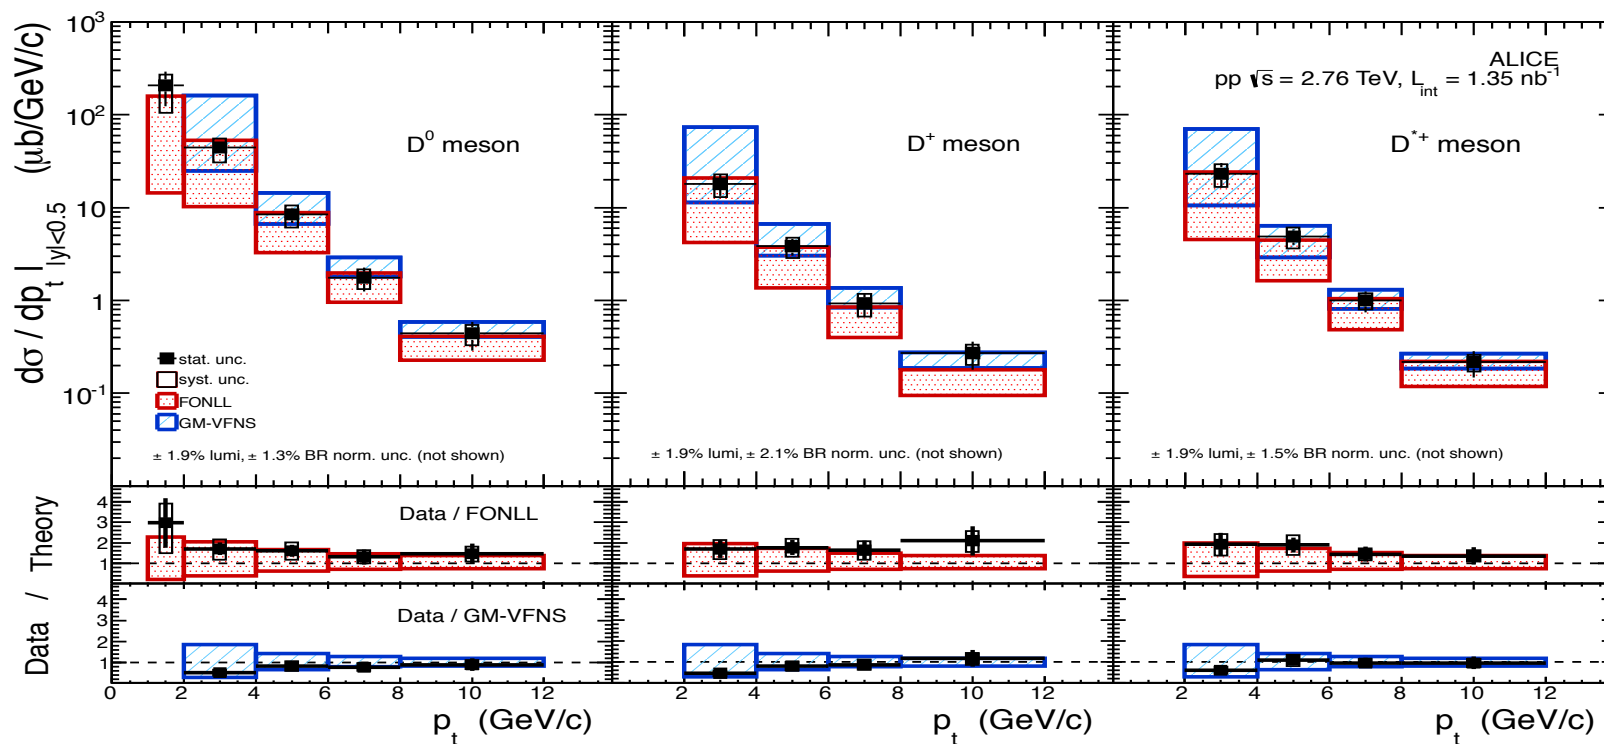 ALICE
pp √s = 2.76 TeV, L_int = 1.35 nb⁻¹
dσ / dp_t |_|y|<0.5 (μb/GeV/c)
10³
10²
10
1
10⁻¹
D⁰ meson
D⁺ meson
D*⁺ meson
stat. unc.
syst. unc.
FONLL
GM-VFNS
± 1.9% lumi, ± 1.3% BR norm. unc. (not shown)
± 1.9% lumi, ± 2.1% BR norm. unc. (not shown)
± 1.9% lumi, ± 1.5% BR norm. unc. (not shown)
Data / Theory
4
3
2
1
Data / FONLL
4
3
2
1
Data / GM-VFNS
0 2 4 6 8 10 12
2 4 6 8 10 12
2 4 6 8 10 12
p_t (GeV/c)
p_t (GeV/c)
p_t (GeV/c)